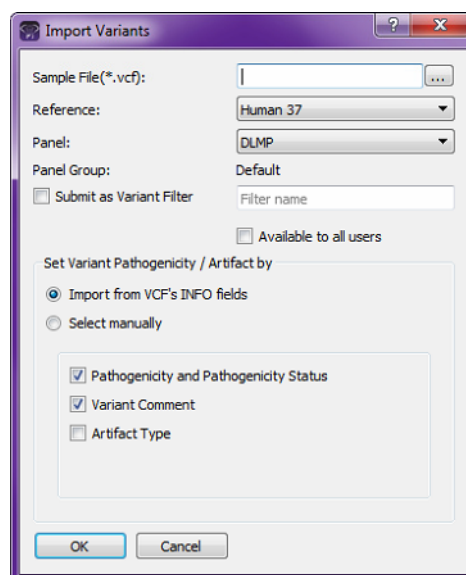 Import Variants
?
X
Sample File(*.vcf):
...
Reference: Human 37
Panel: DLMP
Panel Group: Default
Submit as Variant Filter Filter name
Available to all users
Set Variant Pathogenicity / Artifact by
Import from VCF's INFO fields
Select manually
Pathogenicity and Pathogenicity Status
Variant Comment
Artifact Type
OK Cancel